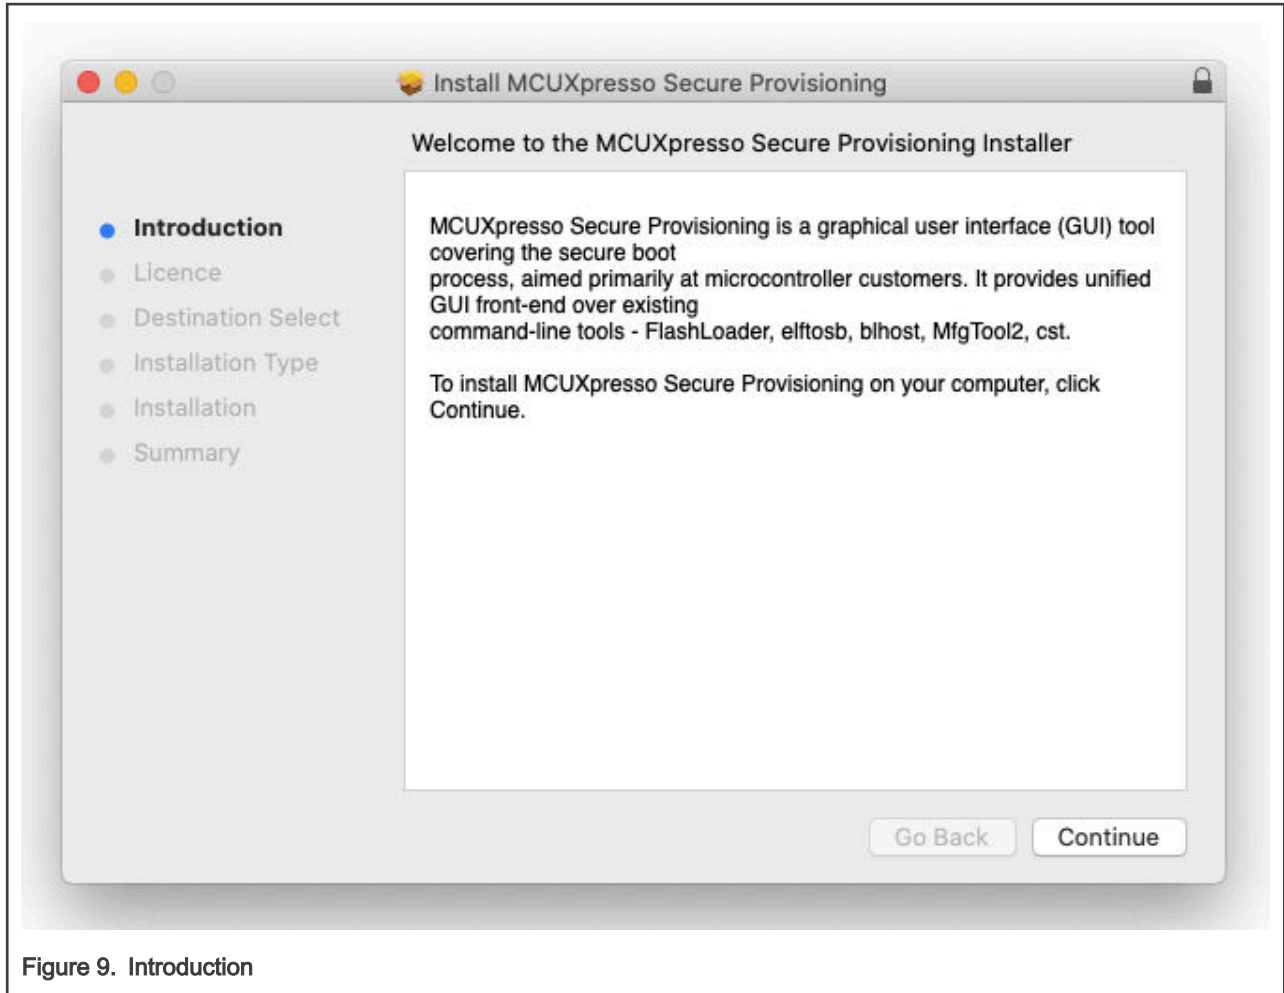 Install MCUXpresso Secure Provisioning
Welcome to the MCUXpresso Secure Provisioning Installer
Introduction
Licence
Destination Select
Installation Type
Installation
Summary
MCUXpresso Secure Provisioning is a graphical user interface (GUI) tool
covering the secure boot
process, aimed primarily at microcontroller customers. It provides unified
GUI front-end over existing
command-line tools - FlashLoader, elftosb, blhost, MfgTool2, cst.
To install MCUXpresso Secure Provisioning on your computer, click
Continue.
Go Back
Continue
Figure 9. Introduction